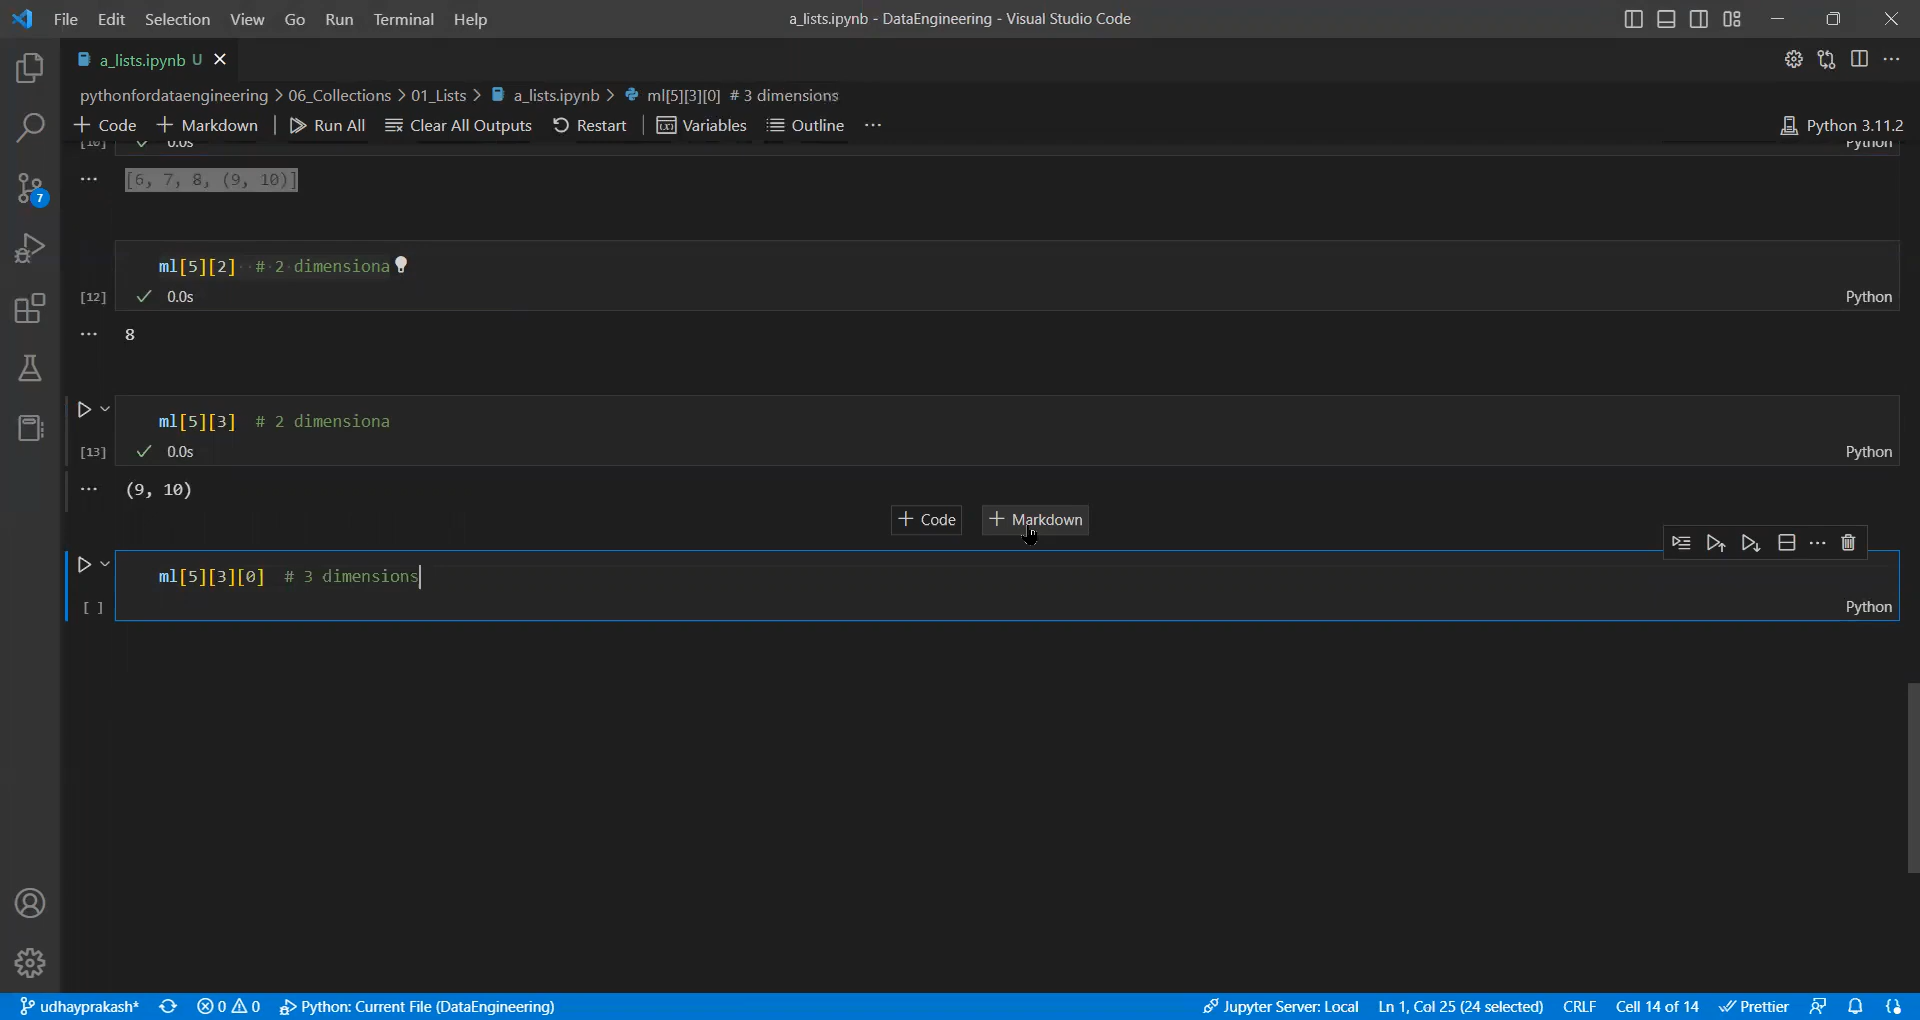 File Edit Selection View Go Run Terminal Help
a_lists.ipynb - DataEngineering - Visual Studio Code
a_lists.ipynb U
pythonfordataengineering > 06_Collections > 01_Lists > a_lists.ipynb > ml[5][3][0] # 3 dimensions
+ Code + Markdown Run All Clear All Outputs Restart Variables Outline ... Python 3.11.2
[10] 0.0s Python
[6, 7, 8, (9, 10)]
7
ml[5][2] # 2 dimensiona
[12] 0.0s Python
8
ml[5][3] # 2 dimensiona
[13] 0.0s Python
(9, 10)
+ Code + Markdown
ml[5][3][0] # 3 dimensions
[ ] Python
udhayprakash* 0 0 Python: Current File (DataEngineering) Jupyter Server: Local Ln 1, Col 25 (24 selected) CRLF Cell 14 of 14 Prettier